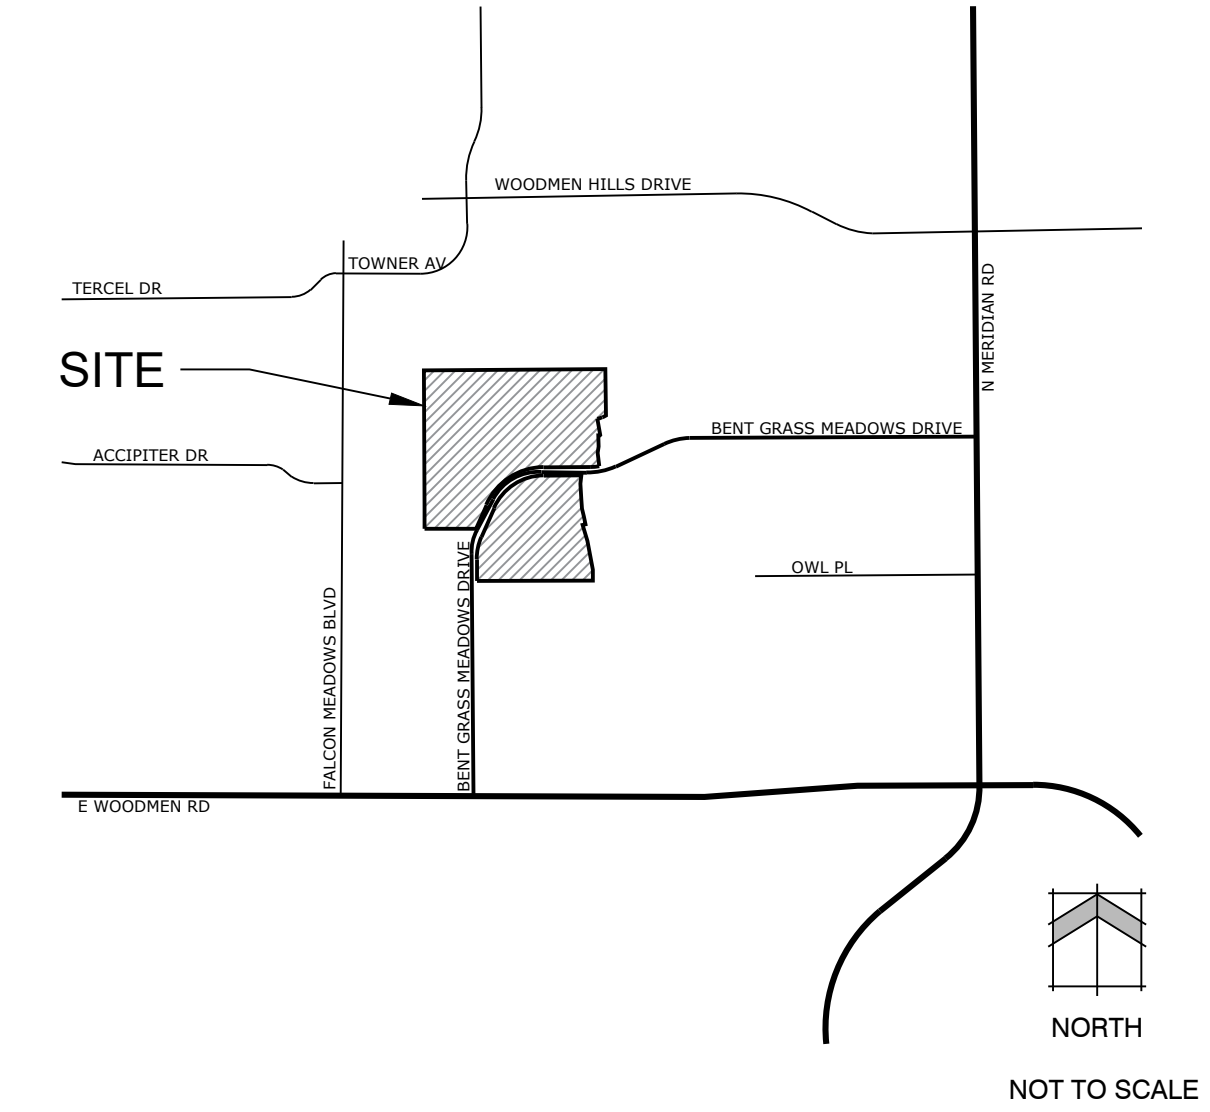 WOODMEN HILLS DRIVE
TOWNER AV
TERCEL DR
N MERIDIAN RD
SITE
BENT GRASS MEADOWS DRIVE
ACCIPITER DR
OWL PL
FALCON MEADOWS BLVD
BENT GRASS MEADOWS DRIVE
E WOODMEN RD
NORTH
NOT TO SCALE